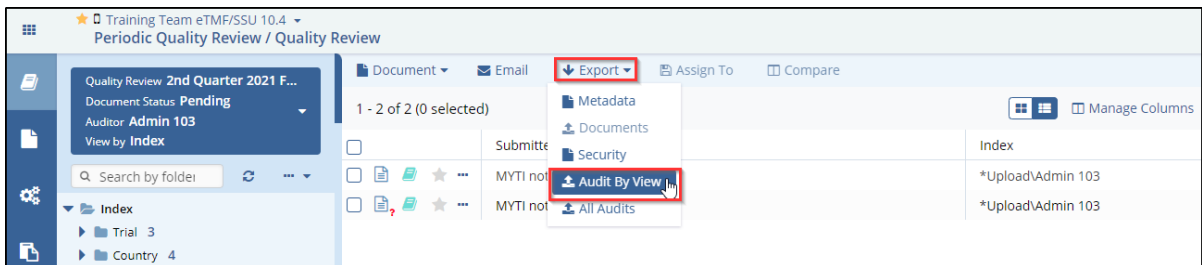 Training Team eTMF/SSU 10.4
Periodic Quality Review / Quality Review
Quality Review 2nd Quarter 2021 F...
Document Status Pending
Auditor Admin 103
View by Index
Search by folder
Index
Trial 3
Country 4
Document Email Export Assign To Compare
1 - 2 of 2 (0 selected)
Manage Columns
Metadata
Documents
Security
Audit By View
All Audits
Submitte Index
MYTI not *Upload\Admin 103
MYTI not *Upload\Admin 103